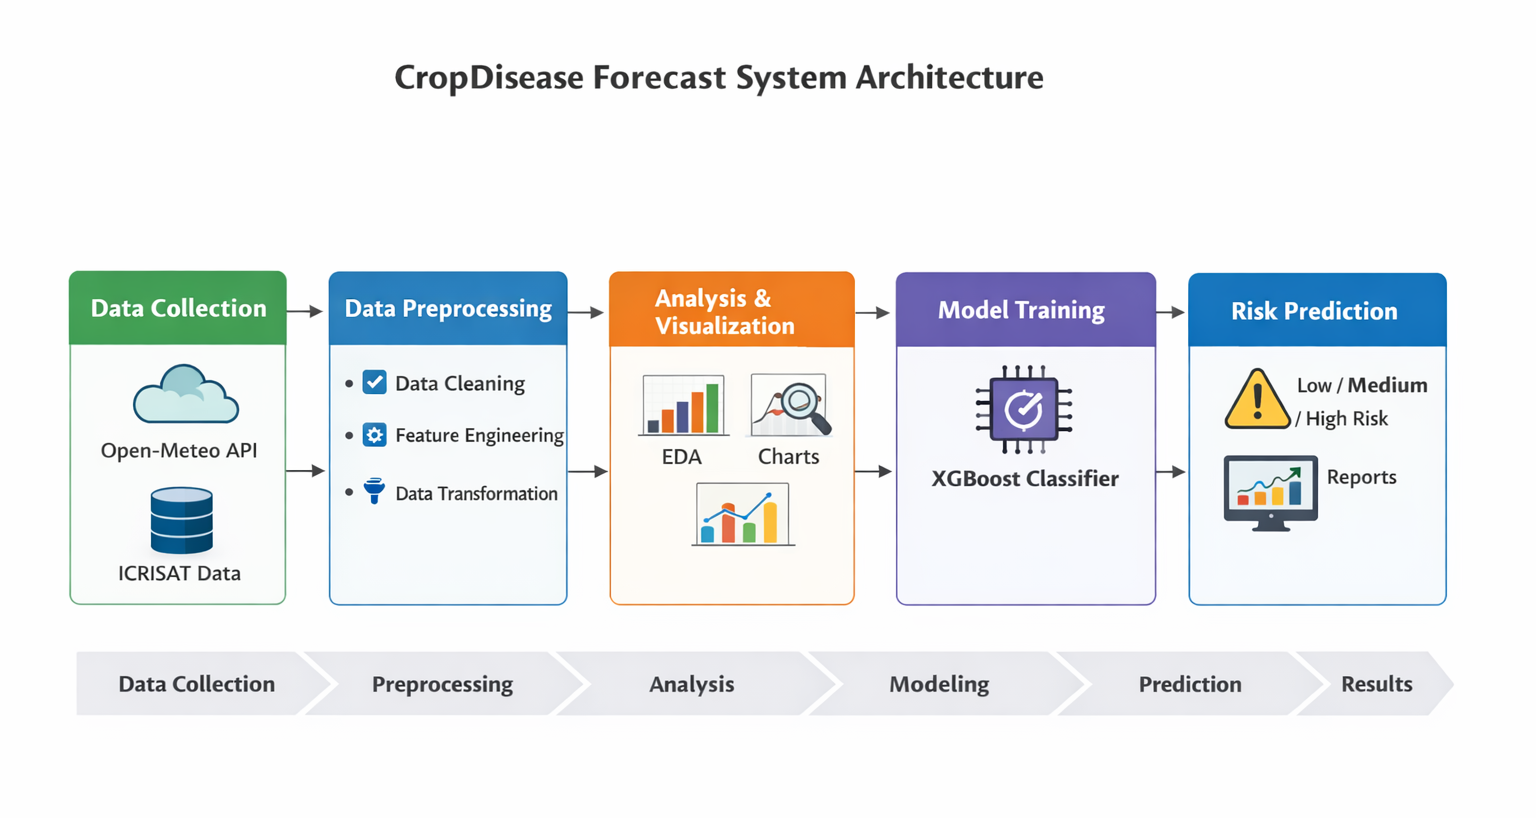 CropDisease Forecast System Architecture
Data Collection
Open-Meteo API
ICRISAT Data
Data Preprocessing
• Data Cleaning
• Feature Engineering
• Data Transformation
Analysis &
Visualization
EDA
Charts
Model Training
XGBoost Classifier
Risk Prediction
Low / Medium
/ High Risk
Reports
Data Collection
Preprocessing
Analysis
Modeling
Prediction
Results